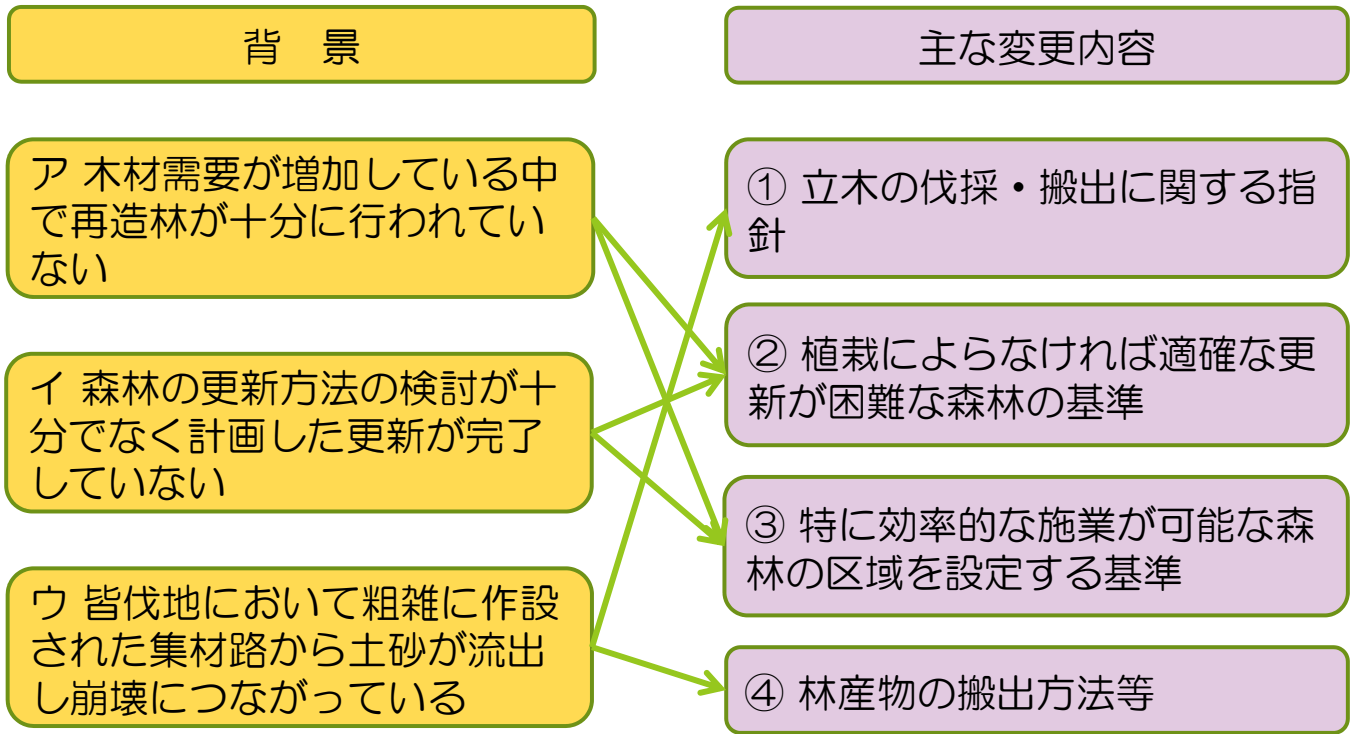 背　景
ア 木材需要が増加している中
で再造林が十分に行われてい
ない
イ 森林の更新方法の検討が十
分でなく計画した更新が完了
していない
ウ 皆伐地において粗雑に作設
された集材路から土砂が流出
し崩壊につながっている
主な変更内容
① 立木の伐採・搬出に関する指
針
② 植栽によらなければ適確な更
新が困難な森林の基準
③ 特に効率的な施業が可能な森
林の区域を設定する基準
④ 林産物の搬出方法等